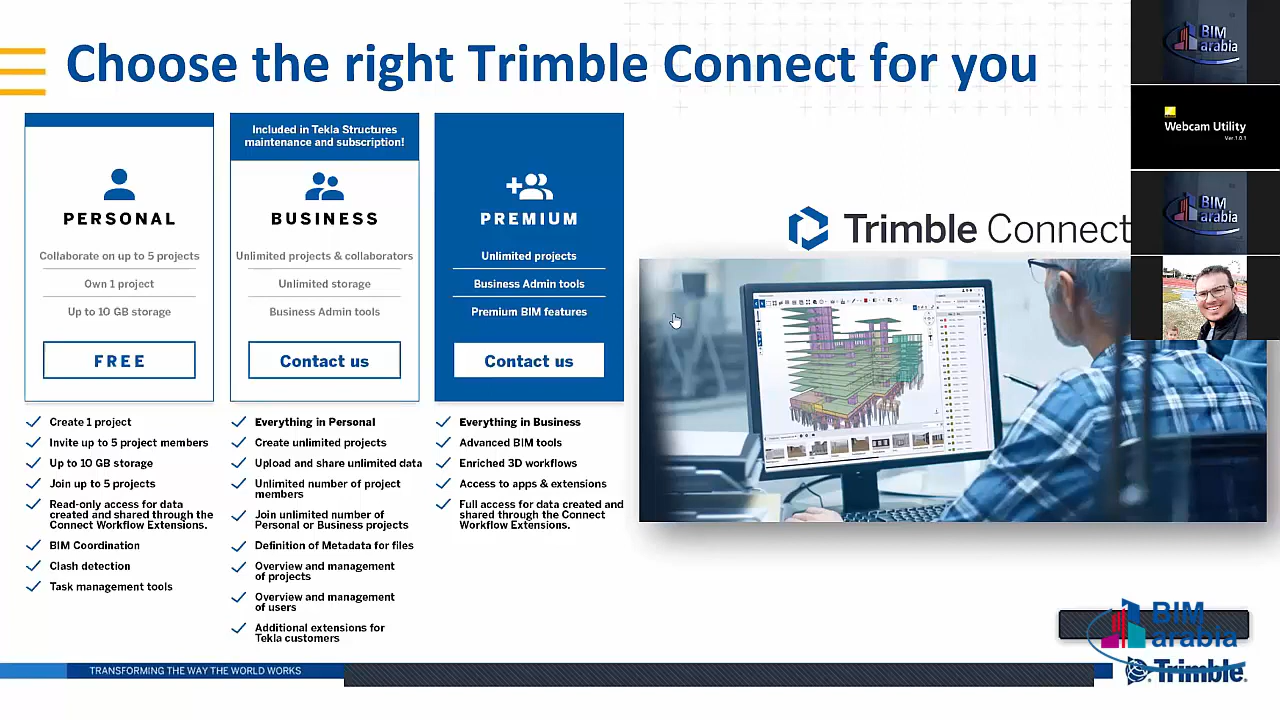 Choose the right Trimble Connect for you
PERSONAL
Collaborate on up to 5 projects
Own 1 project
Up to 10 GB storage
FREE
Create 1 project
Invite up to 5 project members
Up to 10 GB storage
Join up to 5 projects
Read-only access for data
created and shared through the
Connect Workflow Extensions.
BIM Coordination
Clash detection
Task management tools
Included in Tekla Structures
maintenance and subscription!
BUSINESS
Unlimited projects & collaborators
Unlimited storage
Business Admin tools
Contact us
Everything in Personal
Create unlimited projects
Upload and share unlimited data
Unlimited number of project
members
Join unlimited number of
Personal or Business projects
Definition of Metadata for files
Overview and management
of projects
Overview and management
of users
Additional extensions for
Tekla customers
PREMIUM
Unlimited projects
Business Admin tools
Premium BIM features
Contact us
Everything in Business
Advanced BIM tools
Enriched 3D workflows
Access to apps & extensions
Full access for data created and
shared through the Connect
Workflow Extensions.
Trimble Connect
BIM
arabia
Webcam Utility
Ver.1.0.1
BIM
arabia
BIM
arabia
TRANSFORMING THE WAY THE WORLD WORKS
Trimble.